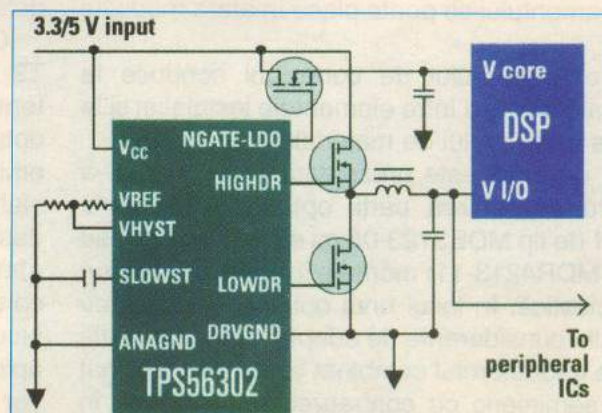 3.3/5 V input
V core
DSP
V I/O
VCC
NGATE-LDO
HIGHDR
VREF
VHYST
SLOWST
LOWDR
ANAGND
DRVGND
TPS56302
To
peripheral
ICs